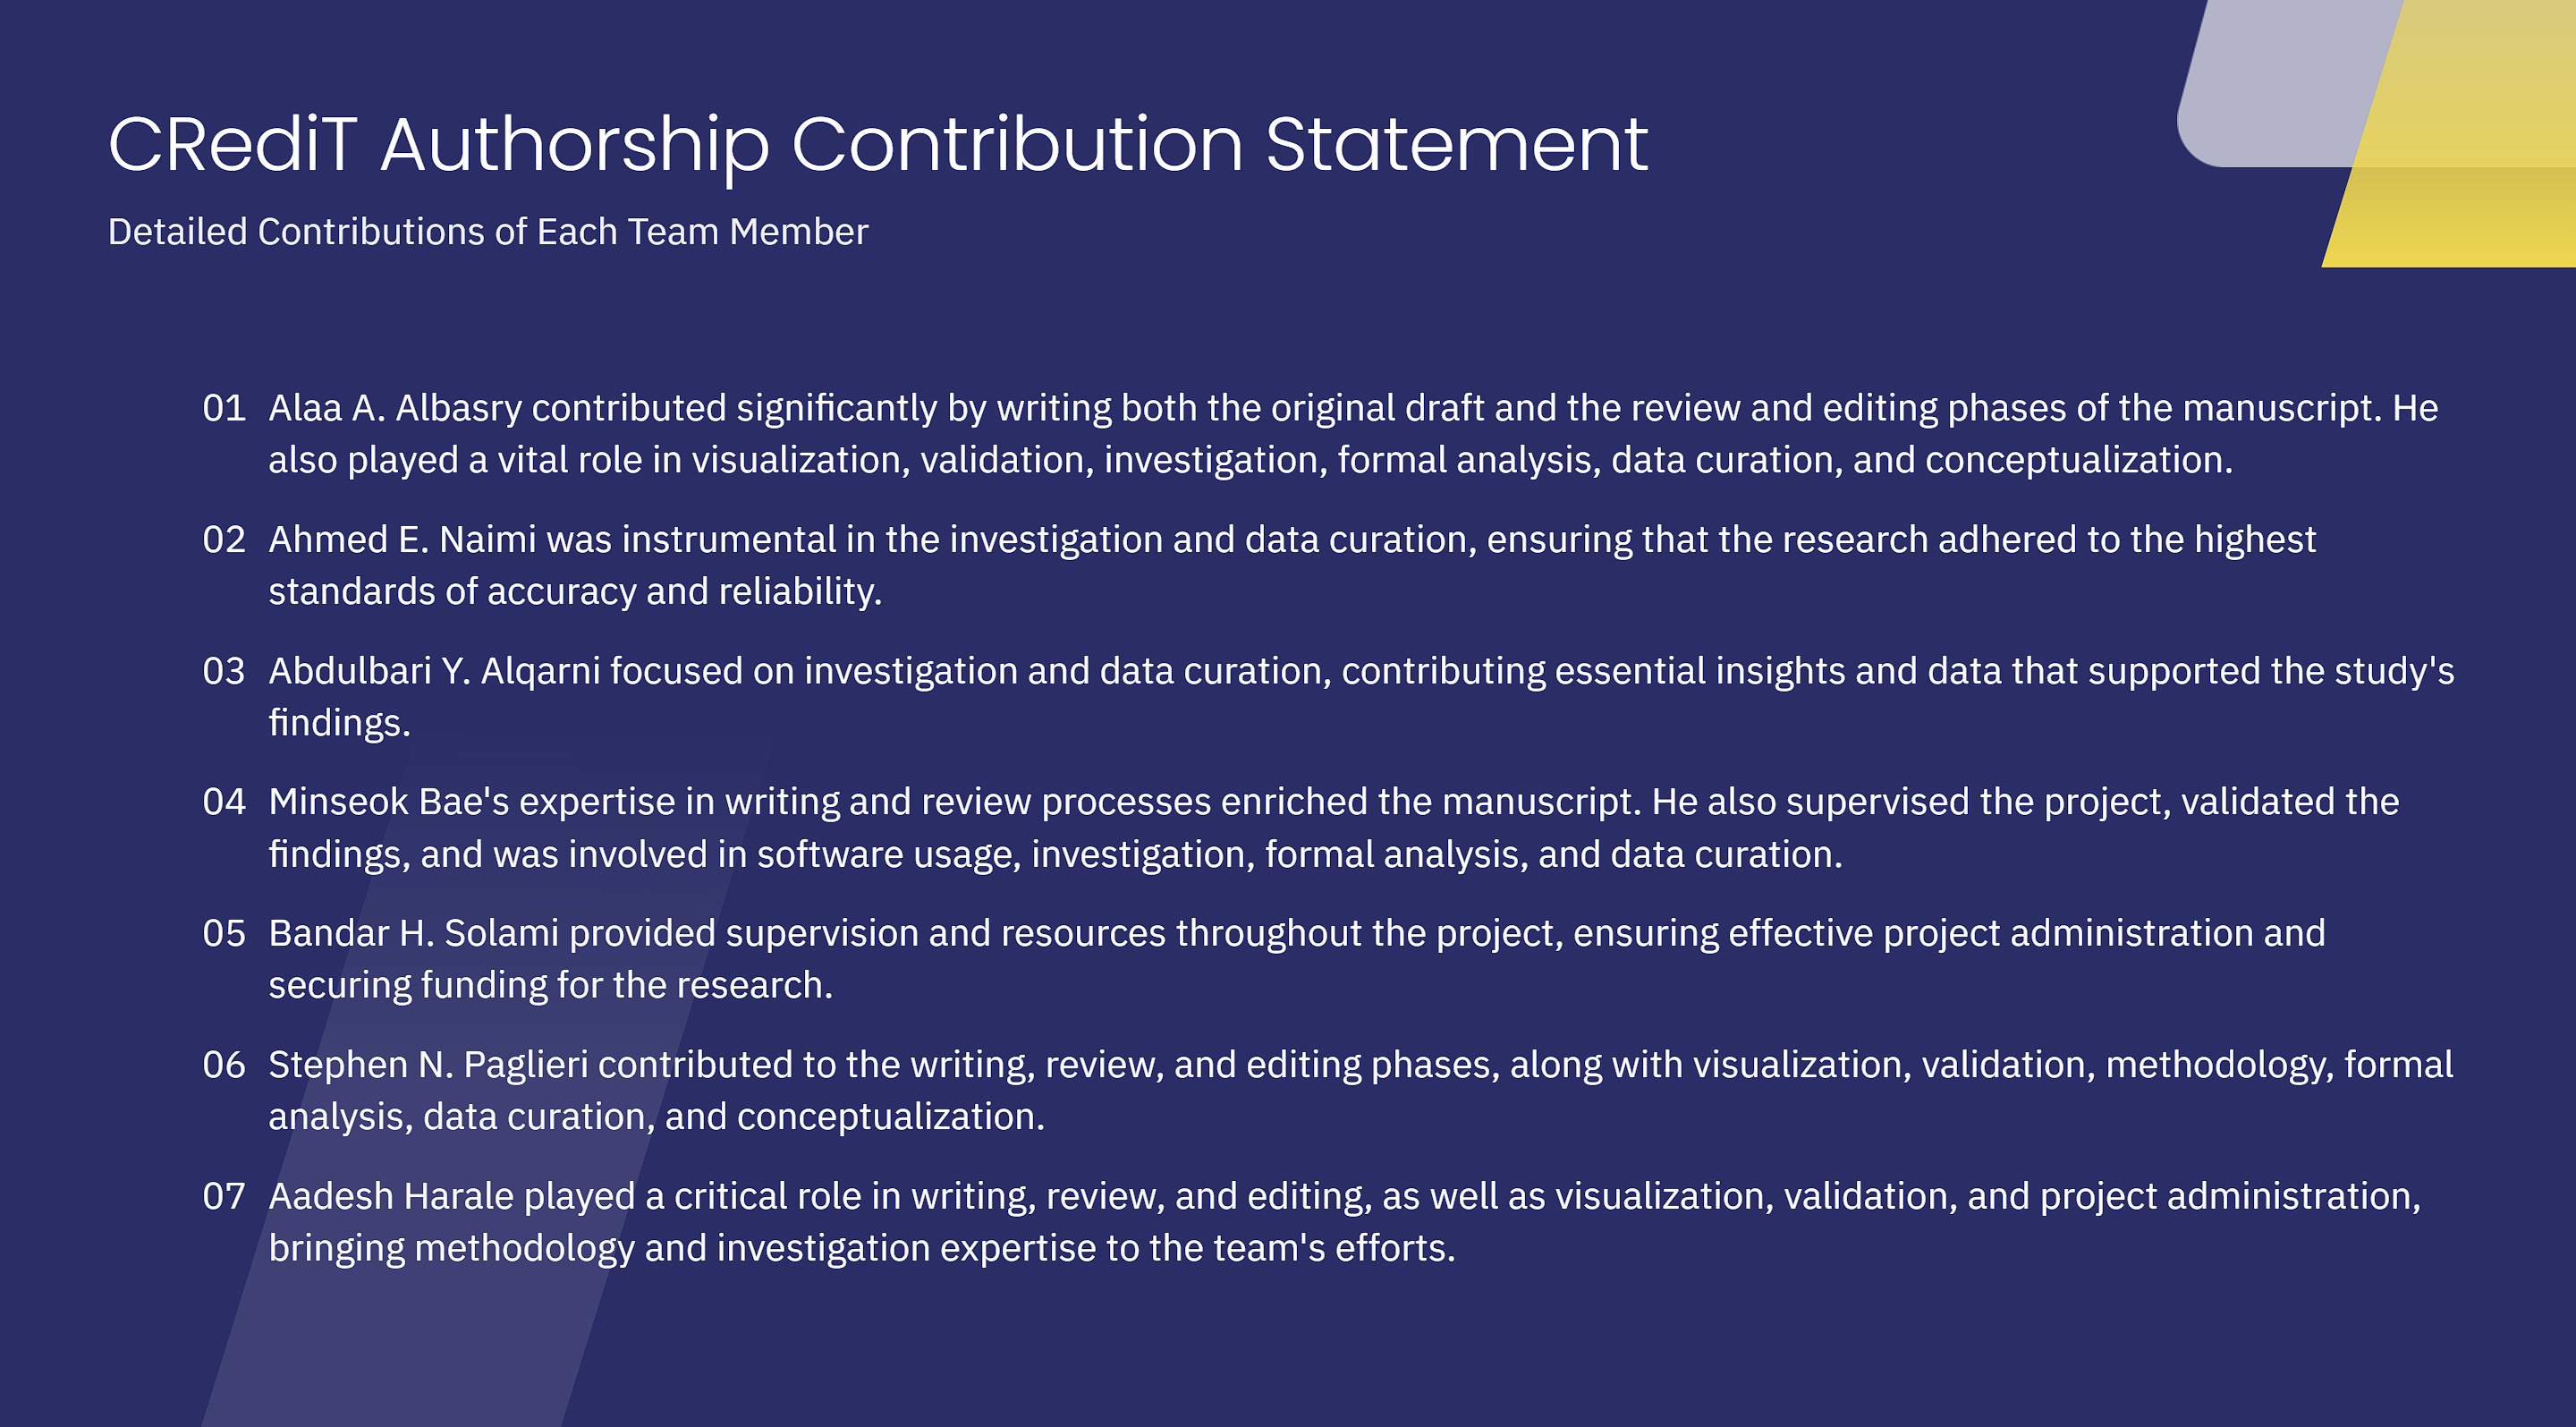 CRediT Authorship Contribution Statement
Detailed Contributions of Each Team Member
01 Alaa A. Albasry contributed significantly by writing both the original draft and the review and editing phases of the manuscript. He
also played a vital role in visualization, validation, investigation, formal analysis, data curation, and conceptualization.
02 Ahmed E. Naimi was instrumental in the investigation and data curation, ensuring that the research adhered to the highest
standards of accuracy and reliability.
03 Abdulbari Y. Alqarni focused on investigation and data curation, contributing essential insights and data that supported the study's
findings.
04 Minseok Bae's expertise in writing and review processes enriched the manuscript. He also supervised the project, validated the
findings, and was involved in software usage, investigation, formal analysis, and data curation.
05 Bandar H. Solami provided supervision and resources throughout the project, ensuring effective project administration and
securing funding for the research.
06 Stephen N. Paglieri contributed to the writing, review, and editing phases, along with visualization, validation, methodology, formal
analysis, data curation, and conceptualization.
07 Aadesh Harale played a critical role in writing, review, and editing, as well as visualization, validation, and project administration,
bringing methodology and investigation expertise to the team's efforts.